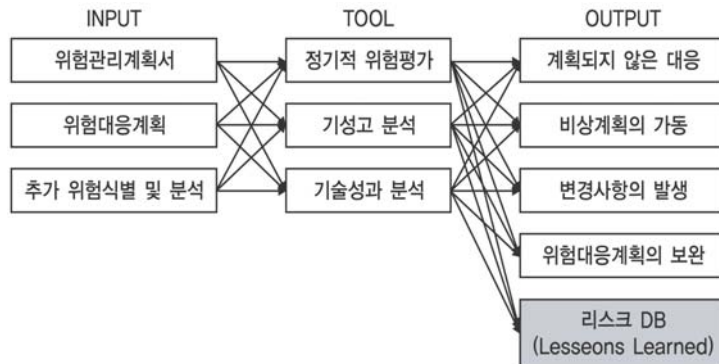 INPUT
TOOL
OUTPUT
위험관리계획서
정기적 위험평가
계획되지 않은 대응
위험대응계획
기성고 분석
비상계획의 가동
추가 위험식별 및 분석
기술성과 분석
변경사항의 발생
위험대응계획의 보완
리스크 DB
(Lesseons Learned)